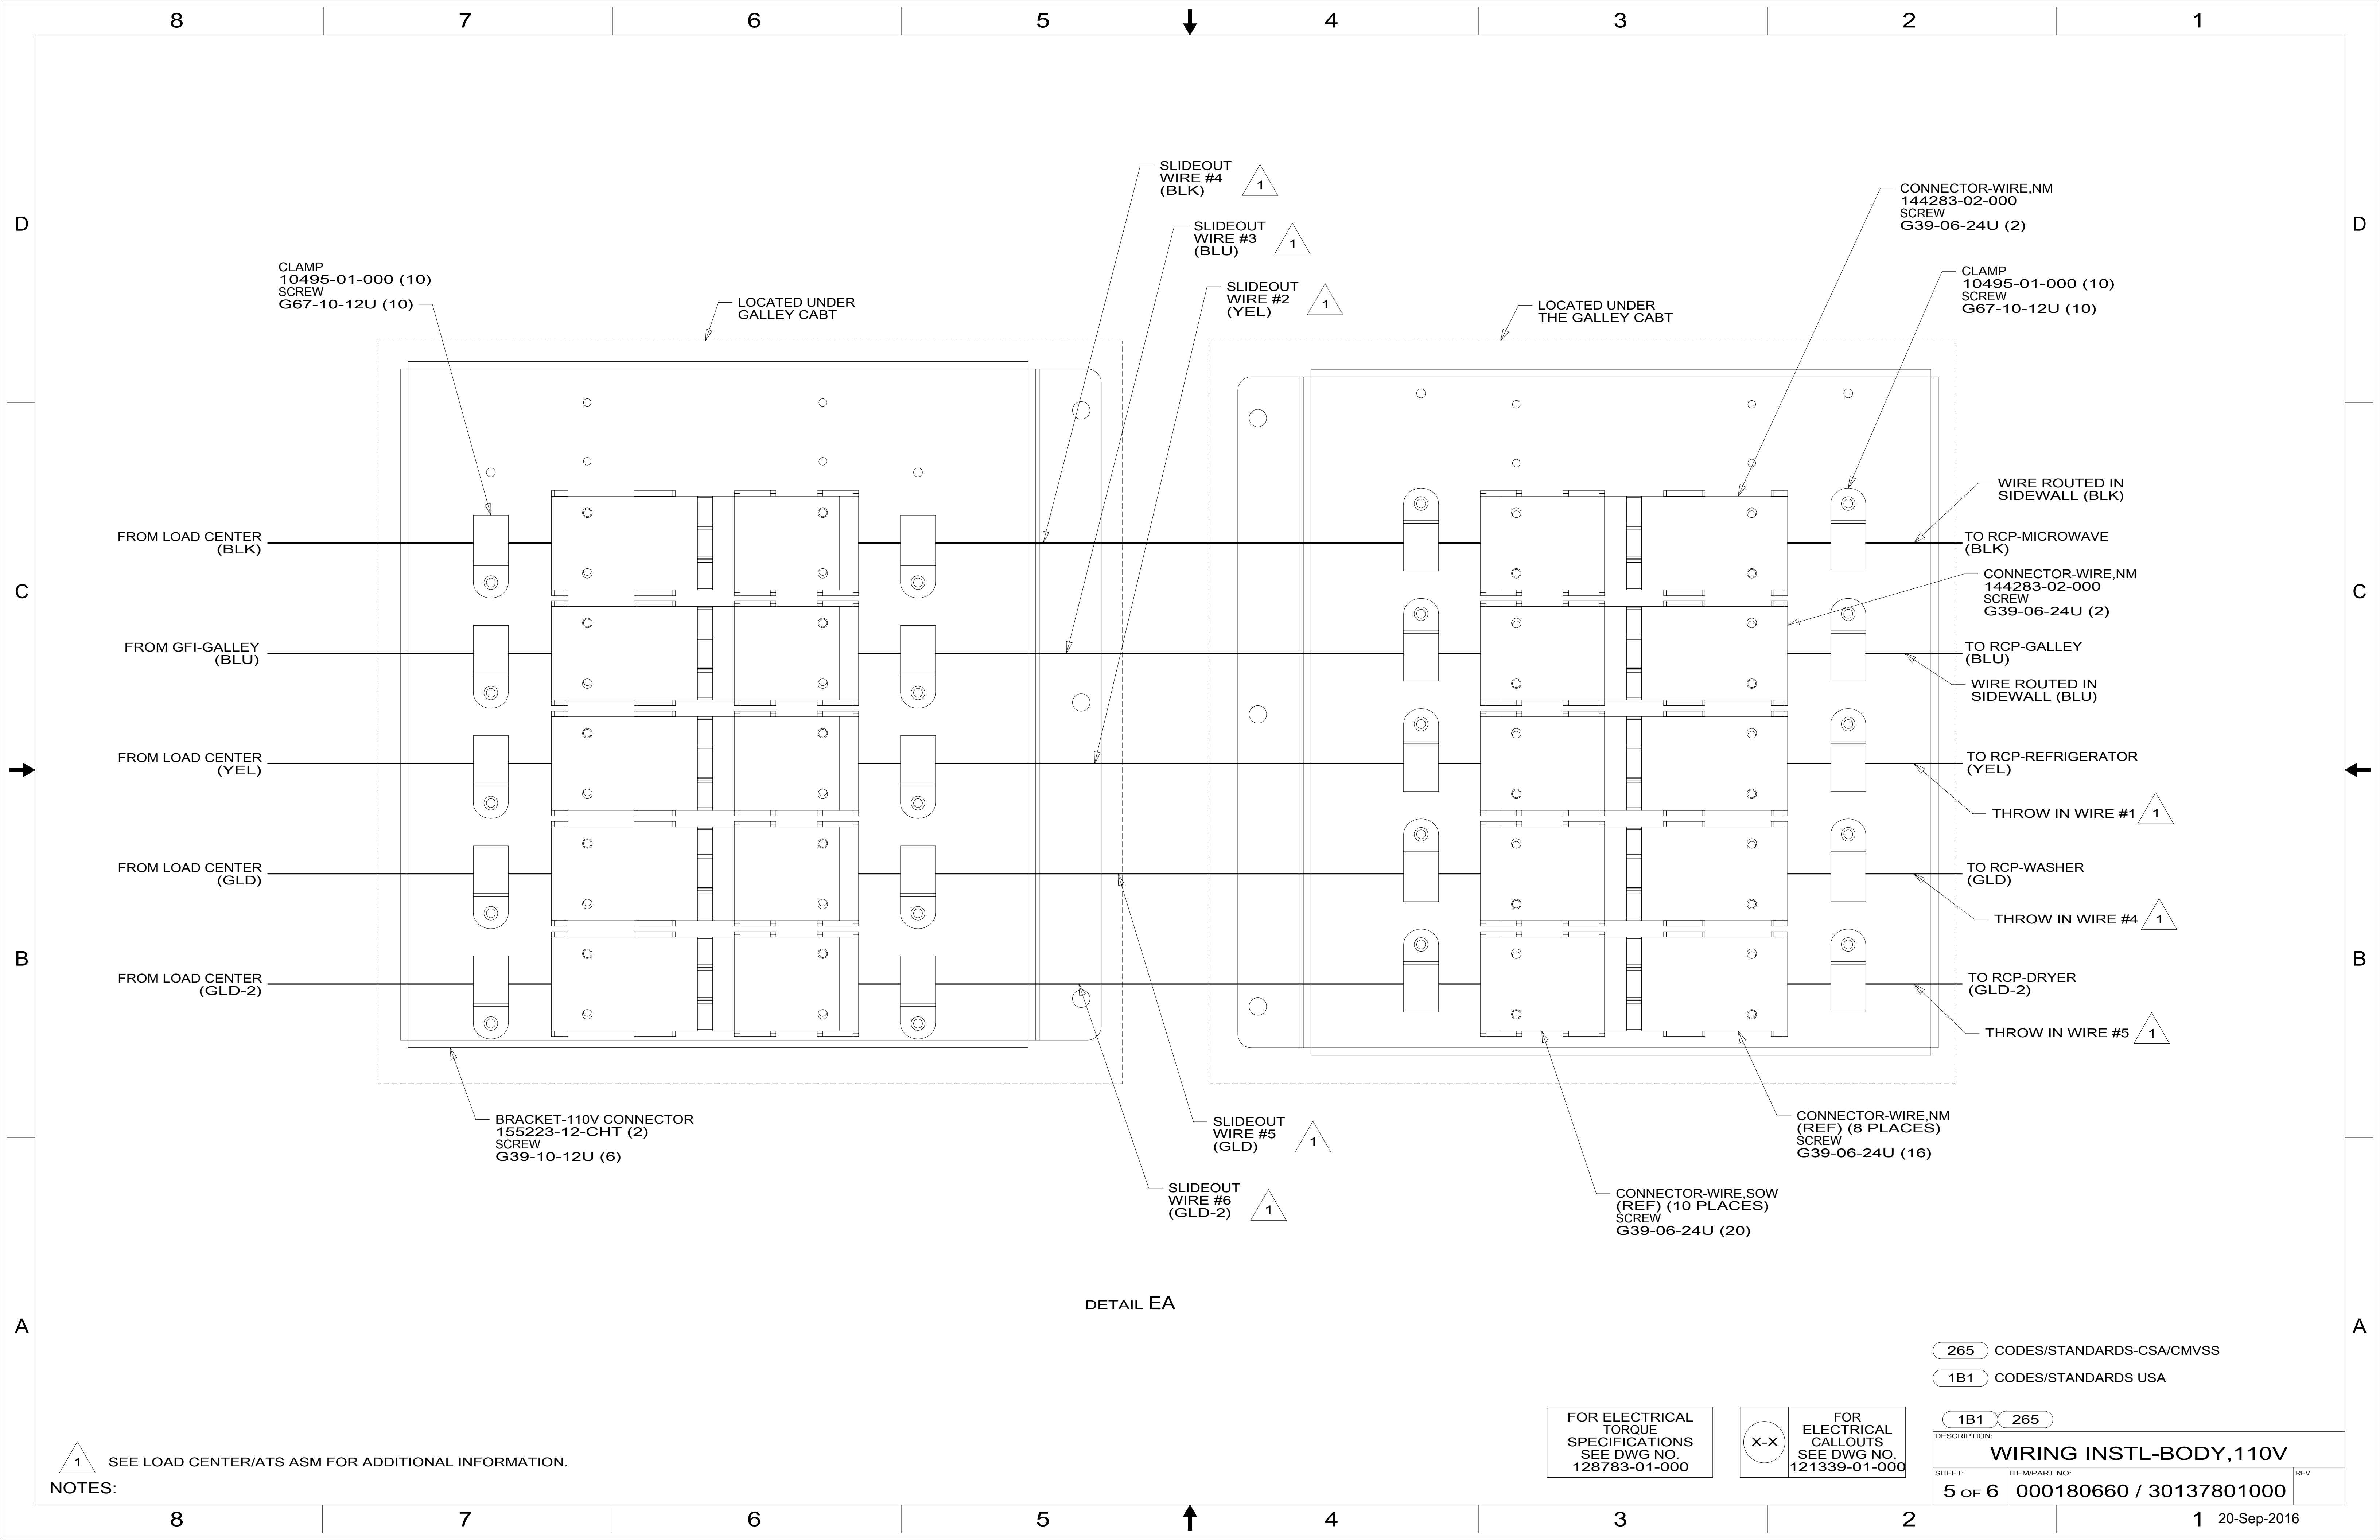 8 7 6 5 4 3 2 1
D
C
B
A
D
C
B
A
SLIDEOUT
WIRE #4
(BLK)
1
SLIDEOUT
WIRE #3
(BLU)
1
SLIDEOUT
WIRE #2
(YEL)
1
CLAMP
10495-01-000 (10)
SCREW
G67-10-12U (10)
LOCATED UNDER
GALLEY CABT
LOCATED UNDER
THE GALLEY CABT
CONNECTOR-WIRE,NM
144283-02-000
SCREW
G39-06-24U (2)
CLAMP
10495-01-000 (10)
SCREW
G67-10-12U (10)
FROM LOAD CENTER
(BLK)
FROM GFI-GALLEY
(BLU)
FROM LOAD CENTER
(YEL)
FROM LOAD CENTER
(GLD)
FROM LOAD CENTER
(GLD-2)
WIRE ROUTED IN
SIDEWALL (BLK)
TO RCP-MICROWAVE
(BLK)
CONNECTOR-WIRE,NM
144283-02-000
SCREW
G39-06-24U (2)
TO RCP-GALLEY
(BLU)
WIRE ROUTED IN
SIDEWALL (BLU)
TO RCP-REFRIGERATOR
(YEL)
THROW IN WIRE #1
1
TO RCP-WASHER
(GLD)
THROW IN WIRE #4
1
TO RCP-DRYER
(GLD-2)
THROW IN WIRE #5
1
BRACKET-110V CONNECTOR
155223-12-CHT (2)
SCREW
G39-10-12U (6)
SLIDEOUT
WIRE #5
(GLD)
1
SLIDEOUT
WIRE #6
(GLD-2)
1
CONNECTOR-WIRE,NM
(REF) (8 PLACES)
SCREW
G39-06-24U (16)
CONNECTOR-WIRE,SOW
(REF) (10 PLACES)
SCREW
G39-06-24U (20)
DETAIL EA
265 CODES/STANDARDS-CSA/CMVSS
1B1 CODES/STANDARDS USA
1B1 265
FOR ELECTRICAL
TORQUE
SPECIFICATIONS
SEE DWG NO.
128783-01-000
X-X
FOR
ELECTRICAL
CALLOUTS
SEE DWG NO.
121339-01-000
DESCRIPTION:
WIRING INSTL-BODY,110V
SHEET:
5 OF 6
ITEM/PART NO:
000180660 / 30137801000
REV
1 SEE LOAD CENTER/ATS ASM FOR ADDITIONAL INFORMATION.
NOTES:
8 7 6 5 4 3 2 1
20-Sep-2016